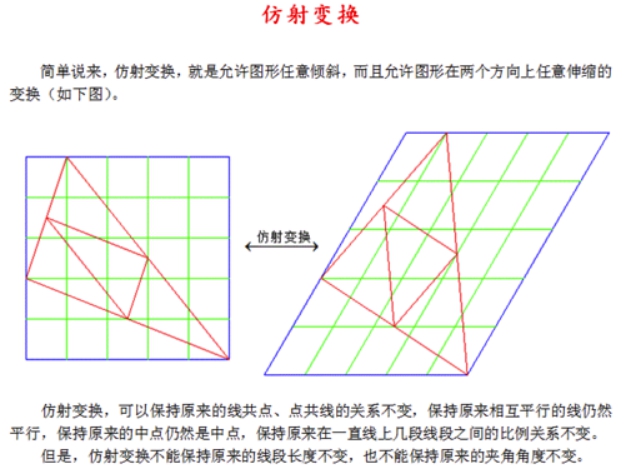 仿射变换
简单说来，仿射变换，就是允许图形任意倾斜，而且允许图形在两个方向上任意伸缩的
变换（如下图）。
仿射变换
仿射变换，可以保持原来的线共点、点共线的关系不变，保持原来相互平行的线仍然
平行，保持原来的中点仍然是中点，保持原来在一直线上几段线段之间的比例关系不变。
但是，仿射变换不能保持原来的线段长度不变，也不能保持原来的夹角角度不变。